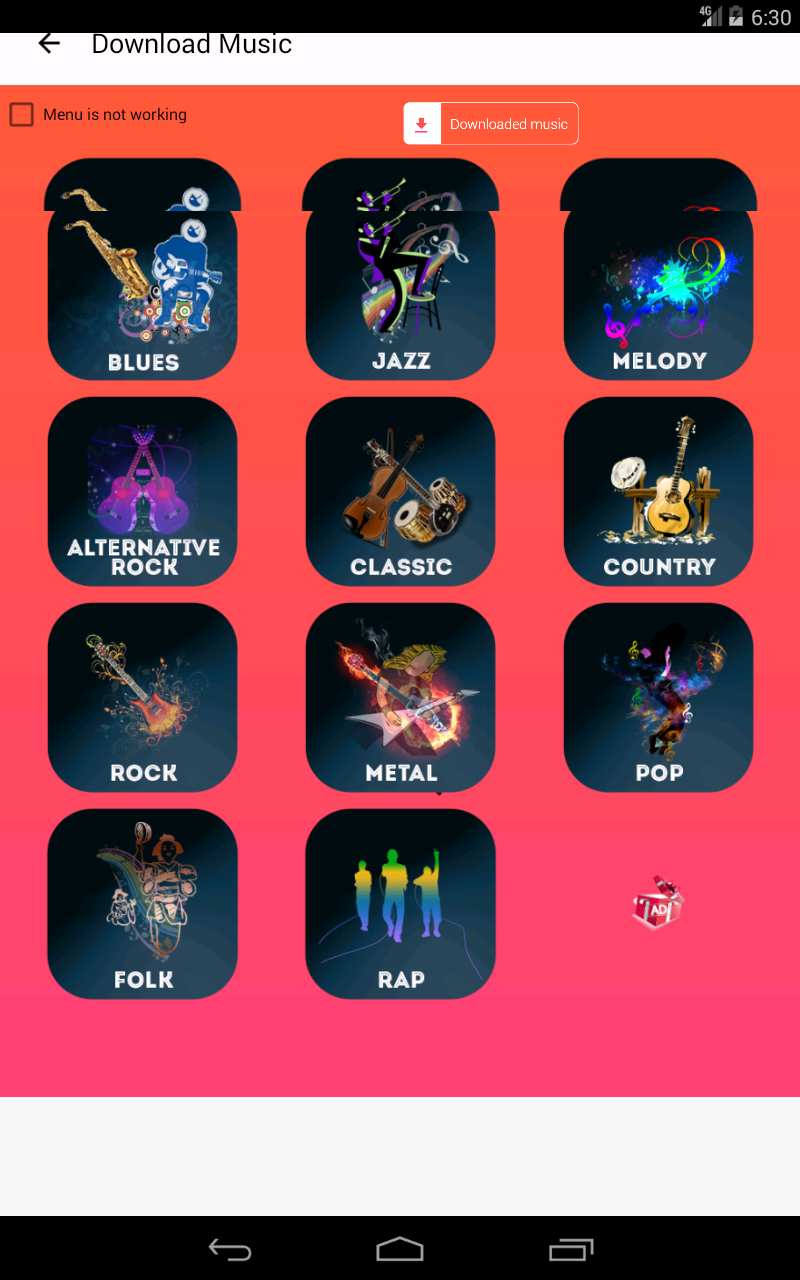 4G 6:30
Download Music
Menu is not working
Downloaded music
BLUES
JAZZ
MELODY
ALTERNATIVE
ROCK
CLASSIC
COUNTRY
ROCK
METAL
POP
FOLK
RAP
AD